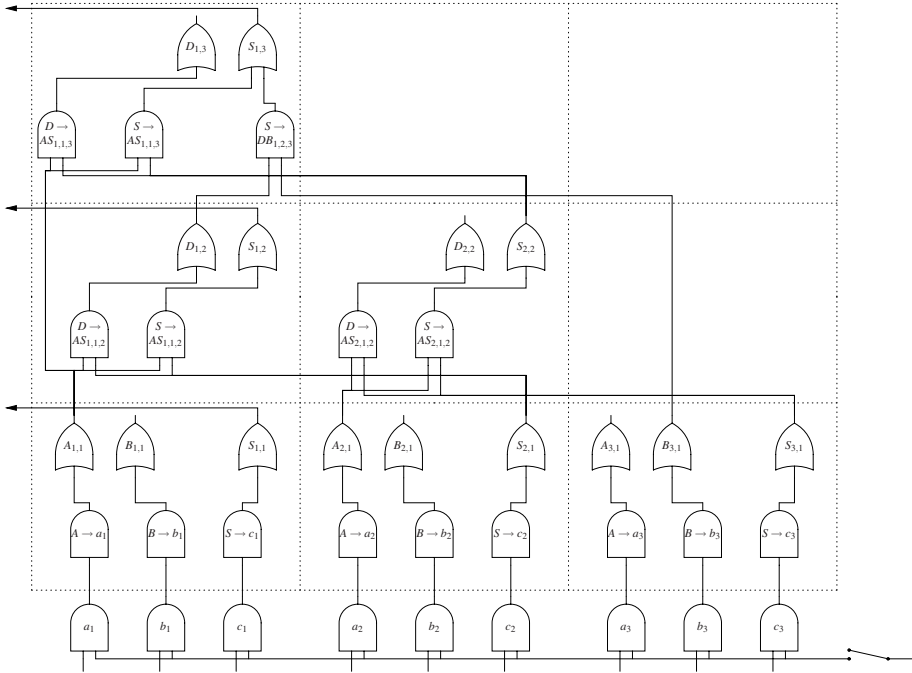 D₁,₃ S₁,₃
D → S → S →
AS₁,₁,₃ AS₁,₁,₃ DB₁,₂,₃
D₁,₂ S₁,₂ D₂,₂ S₂,₂
D → S → D → S →
AS₁,₁,₂ AS₁,₁,₂ AS₂,₁,₂ AS₂,₁,₂
A₁,₁ B₁,₁ S₁,₁ A₂,₁ B₂,₁ S₂,₁ A₃,₁ B₃,₁ S₃,₁
A → a₁ B → b₁ S → c₁ A → a₂ B → b₂ S → c₂ A → a₃ B → b₃ S → c₃
a₁ b₁ c₁ a₂ b₂ c₂ a₃ b₃ c₃